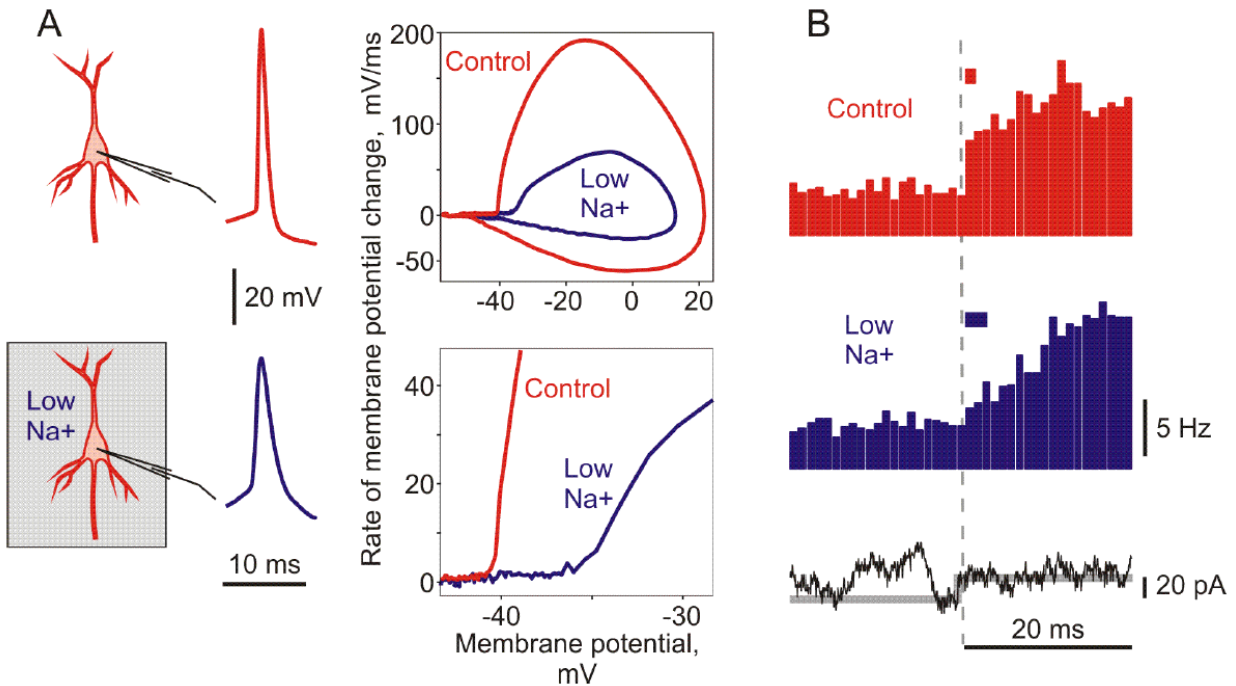 A
20 mV
Low
Na+
10 ms
Rate of membrane potential change, mV/ms
200
100
0
-50
Control
Low
Na+
-40
-20
0
20
40
20
0
Control
Low
Na+
-40
-30
Membrane potential,
mV
B
Control
Low
Na+
5 Hz
20 pA
20 ms